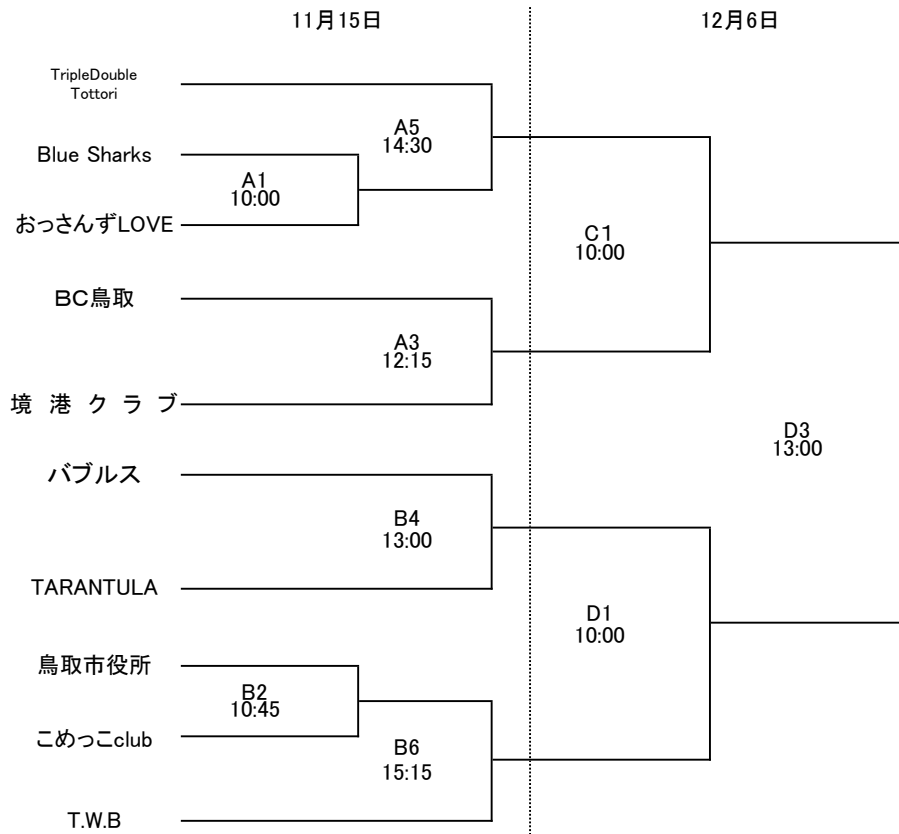 11月15日
12月6日
TripleDouble
Tottori
A5
14:30
Blue Sharks
A1
10:00
おっさんずLOVE
C1
10:00
ＢＣ鳥取
A3
12:15
境 港 ク ラ ブ
D3
13:00
バブルス
B4
13:00
TARANTULA
D1
10:00
鳥取市役所
B2
10:45
こめっこclub
B6
15:15
T.W.B